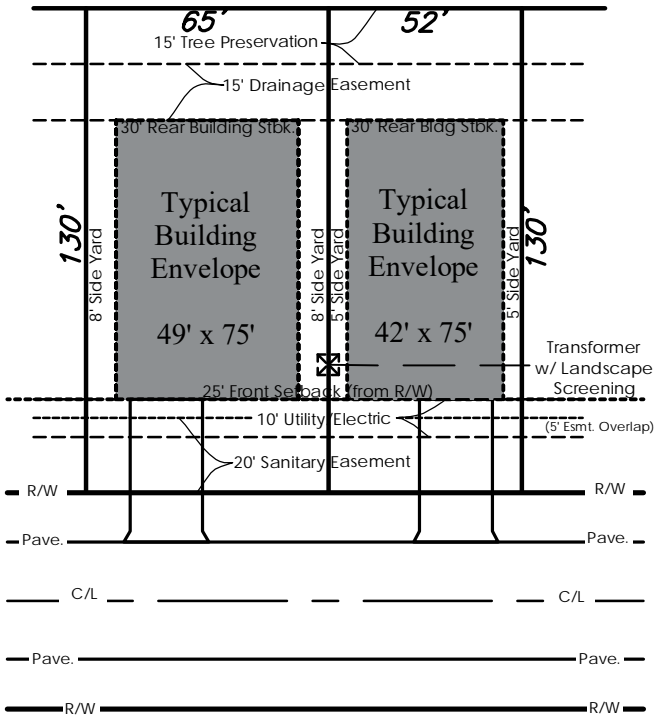 65' 52'
15' Tree Preservation
15' Drainage Easement
30' Rear Building Stbk. 30' Rear Bldg Stbk.
Typical
Building
Envelope
49' x 75'
Typical
Building
Envelope
42' x 75'
130'
8' Side Yard
8' Side Yard
5' Side Yard
5' Side Yard
130'
Transformer
w/ Landscape
Screening
25' Front Setback (from R/W)
10' Utility/Electric
(5' Esmt. Overlap)
20' Sanitary Easement
R/W R/W
Pave. Pave.
C/L C/L
Pave. Pave.
R/W R/W